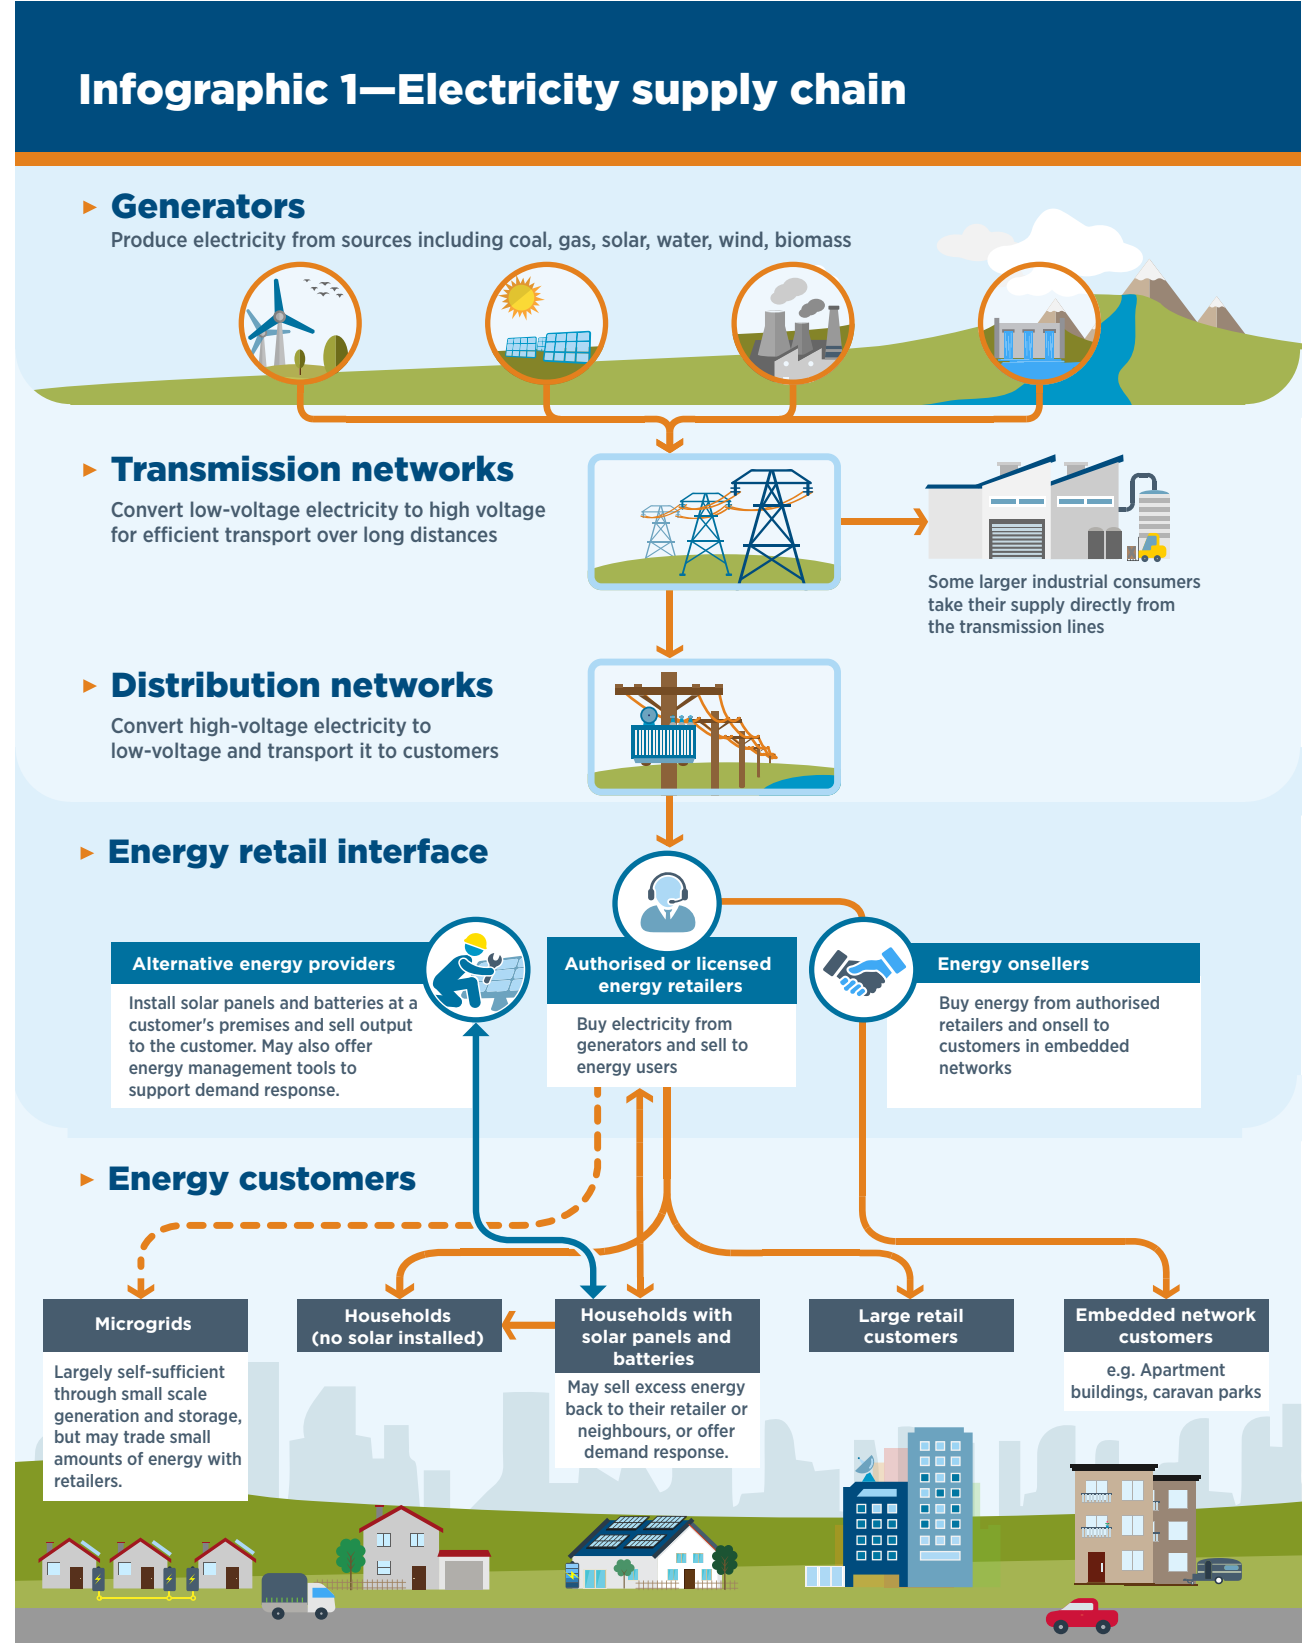 Infographic 1—Electricity supply chain
Generators
Produce electricity from sources including coal, gas, solar, water, wind, biomass
Transmission networks
Convert low-voltage electricity to high voltage
for efficient transport over long distances
Some larger industrial consumers
take their supply directly from
the transmission lines
Distribution networks
Convert high-voltage electricity to
low-voltage and transport it to customers
Energy retail interface
Alternative energy providers
Install solar panels and batteries at a
customer's premises and sell output
to the customer. May also offer
energy management tools to
support demand response.
Authorised or licensed
energy retailers
Buy electricity from
generators and sell to
energy users
Energy onsellers
Buy energy from authorised
retailers and onsell to
customers in embedded
networks
Energy customers
Microgrids
Largely self-sufficient
through small scale
generation and storage,
but may trade small
amounts of energy with
retailers.
Households
(no solar installed)
Households with
solar panels and
batteries
May sell excess energy
back to their retailer or
neighbours, or offer
demand response.
Large retail
customers
Embedded network
customers
e.g. Apartment
buildings, caravan parks